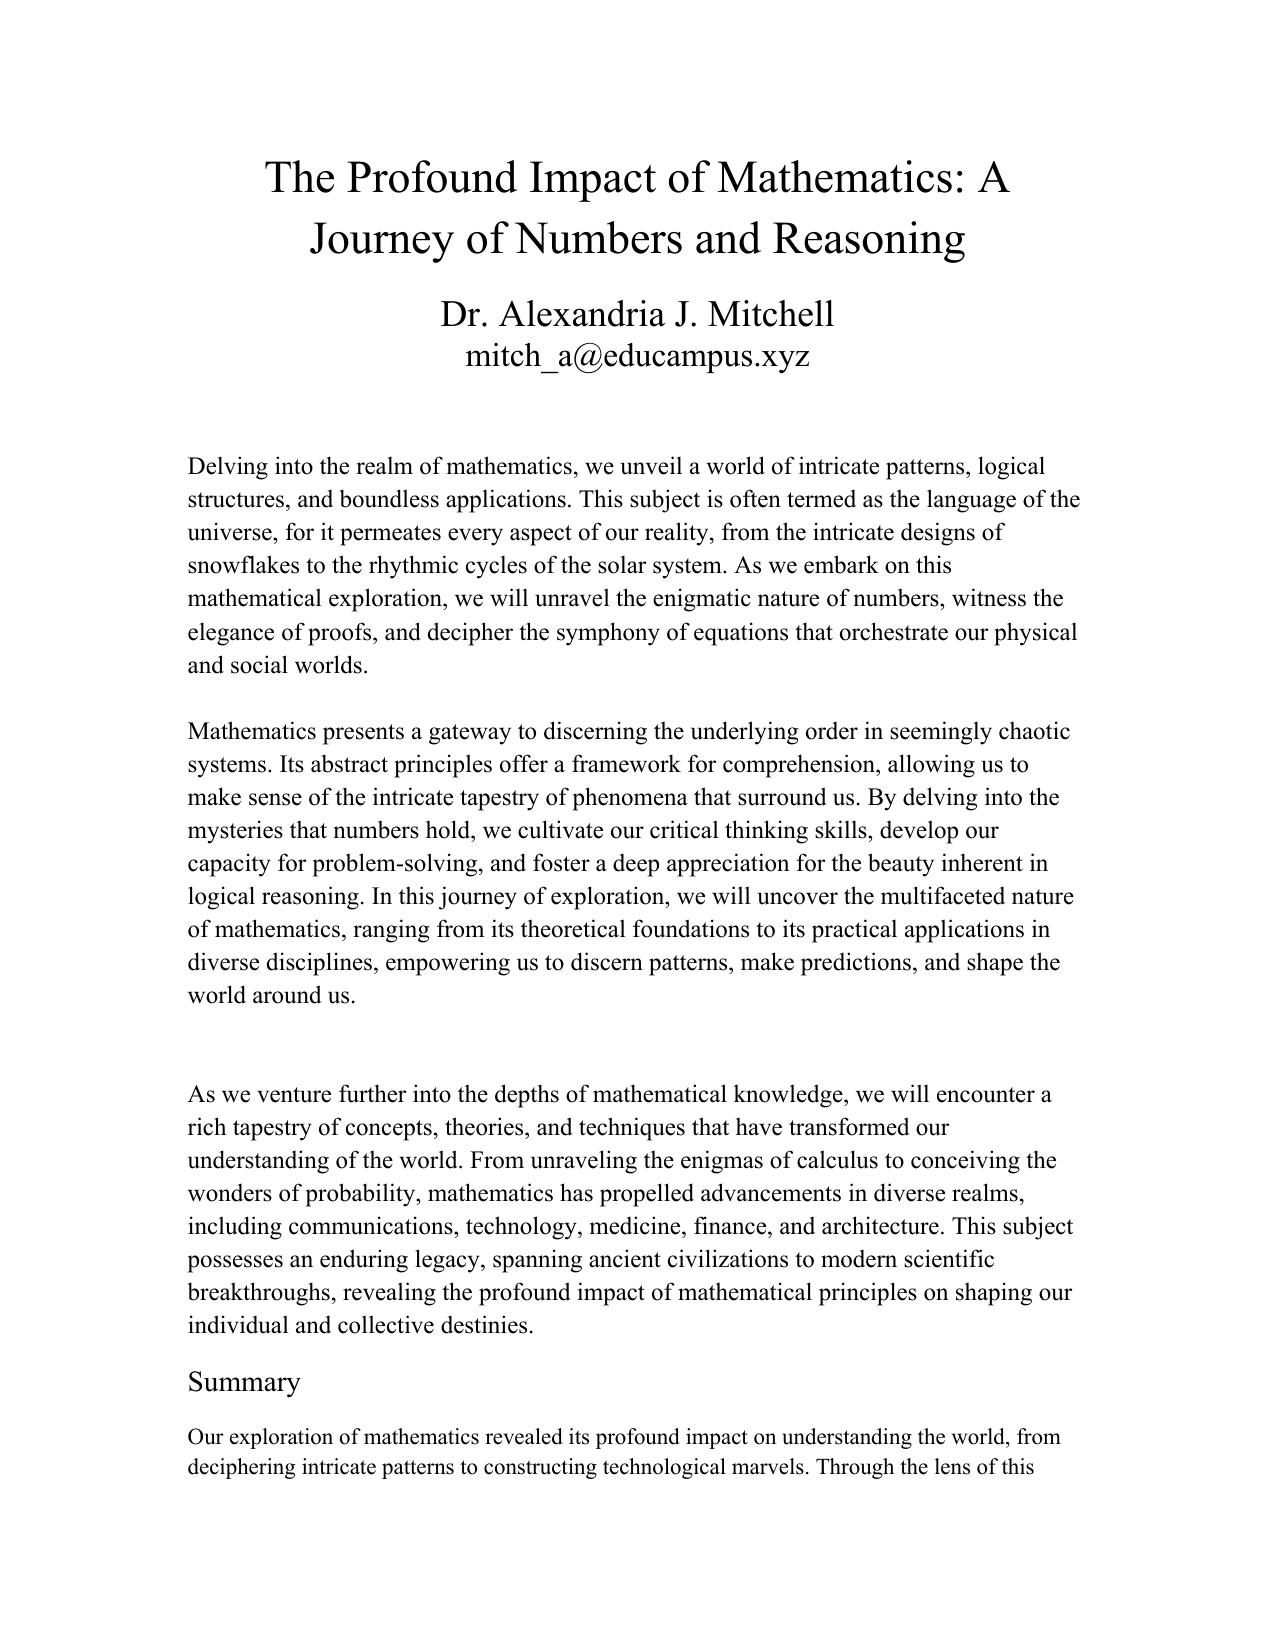 The Profound Impact of Mathematics: A
Journey of Numbers and Reasoning
Dr. Alexandria J. Mitchell
mitch_a@educampus.xyz
Delving into the realm of mathematics, we unveil a world of intricate patterns, logical
structures, and boundless applications. This subject is often termed as the language of the
universe, for it permeates every aspect of our reality, from the intricate designs of
snowflakes to the rhythmic cycles of the solar system. As we embark on this
mathematical exploration, we will unravel the enigmatic nature of numbers, witness the
elegance of proofs, and decipher the symphony of equations that orchestrate our physical
and social worlds.
Mathematics presents a gateway to discerning the underlying order in seemingly chaotic
systems. Its abstract principles offer a framework for comprehension, allowing us to
make sense of the intricate tapestry of phenomena that surround us. By delving into the
mysteries that numbers hold, we cultivate our critical thinking skills, develop our
capacity for problem-solving, and foster a deep appreciation for the beauty inherent in
logical reasoning. In this journey of exploration, we will uncover the multifaceted nature
of mathematics, ranging from its theoretical foundations to its practical applications in
diverse disciplines, empowering us to discern patterns, make predictions, and shape the
world around us.
As we venture further into the depths of mathematical knowledge, we will encounter a
rich tapestry of concepts, theories, and techniques that have transformed our
understanding of the world. From unraveling the enigmas of calculus to conceiving the
wonders of probability, mathematics has propelled advancements in diverse realms,
including communications, technology, medicine, finance, and architecture. This subject
possesses an enduring legacy, spanning ancient civilizations to modern scientific
breakthroughs, revealing the profound impact of mathematical principles on shaping our
individual and collective destinies.
Summary
Our exploration of mathematics revealed its profound impact on understanding the world, from
deciphering intricate patterns to constructing technological marvels. Through the lens of this